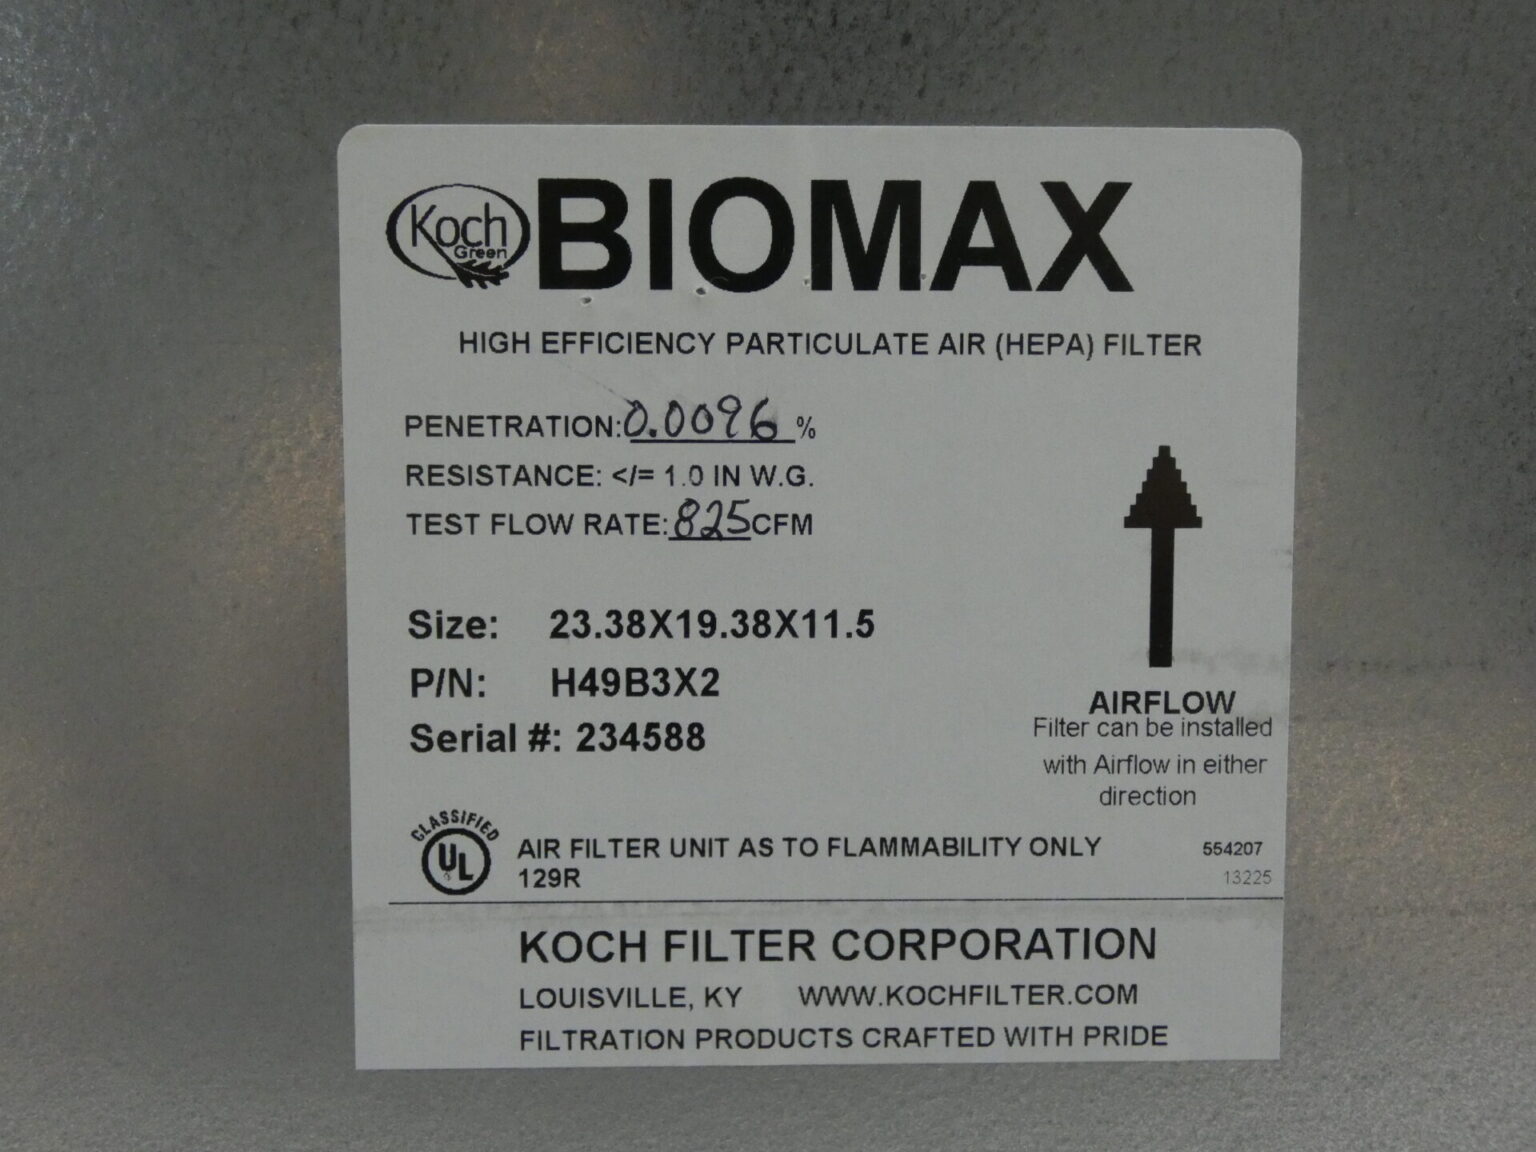 Koch
Green
BIOMAX
HIGH EFFICIENCY PARTICULATE AIR (HEPA) FILTER
PENETRATION: 0.0096 %
RESISTANCE: </= 1.0 IN W.G.
TEST FLOW RATE: 825 CFM
Size: 23.38X19.38X11.5
P/N: H49B3X2
Serial #: 234588
AIRFLOW
Filter can be installed
with Airflow in either
direction
CLASSIFIED
UL
AIR FILTER UNIT AS TO FLAMMABILITY ONLY
129R
554207
13225
KOCH FILTER CORPORATION
LOUISVILLE, KY WWW.KOCHFILTER.COM
FILTRATION PRODUCTS CRAFTED WITH PRIDE